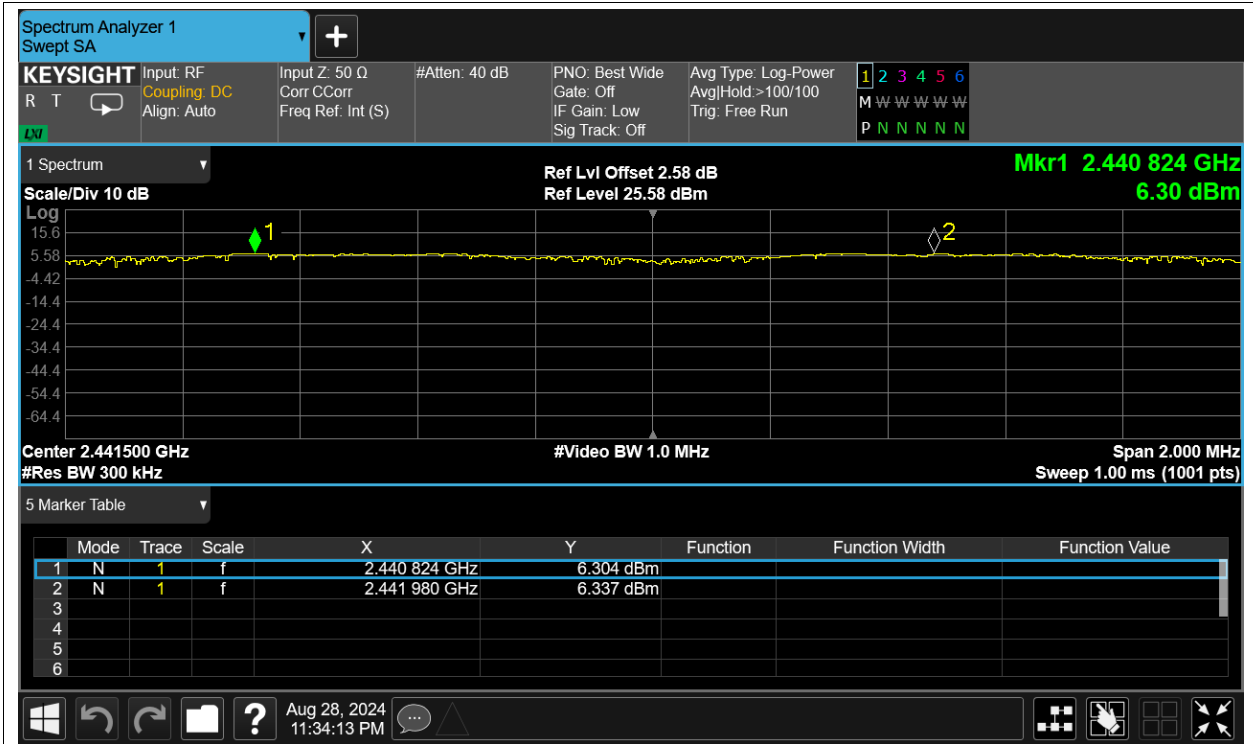 Spectrum Analyzer 1
Swept SA
KEYSIGHT
R T
LXI
Input: RF
Coupling: DC
Align: Auto
Input Z: 50 Ω
Corr CCorr
Freq Ref: Int (S)
#Atten: 40 dB
PNO: Best Wide
Gate: Off
IF Gain: Low
Sig Track: Off
Avg Type: Log-Power
Avg|Hold:>100/100
Trig: Free Run
1 2 3 4 5 6
M W W W W W
P N N N N N
1 Spectrum
Scale/Div 10 dB
Ref Lvl Offset 2.58 dB
Ref Level 25.58 dBm
Mkr1 2.440 824 GHz
6.30 dBm
Log
15.6
5.58
-4.42
-14.4
-24.4
-34.4
-44.4
-54.4
-64.4
1
2
Center 2.441500 GHz
#Res BW 300 kHz
#Video BW 1.0 MHz
Span 2.000 MHz
Sweep 1.00 ms (1001 pts)
5 Marker Table
Mode Trace Scale X Y Function Function Width Function Value
1 N 1 f 2.440 824 GHz 6.304 dBm
2 N 1 f 2.441 980 GHz 6.337 dBm
3
4
5
6
?
Aug 28, 2024
11:34:13 PM